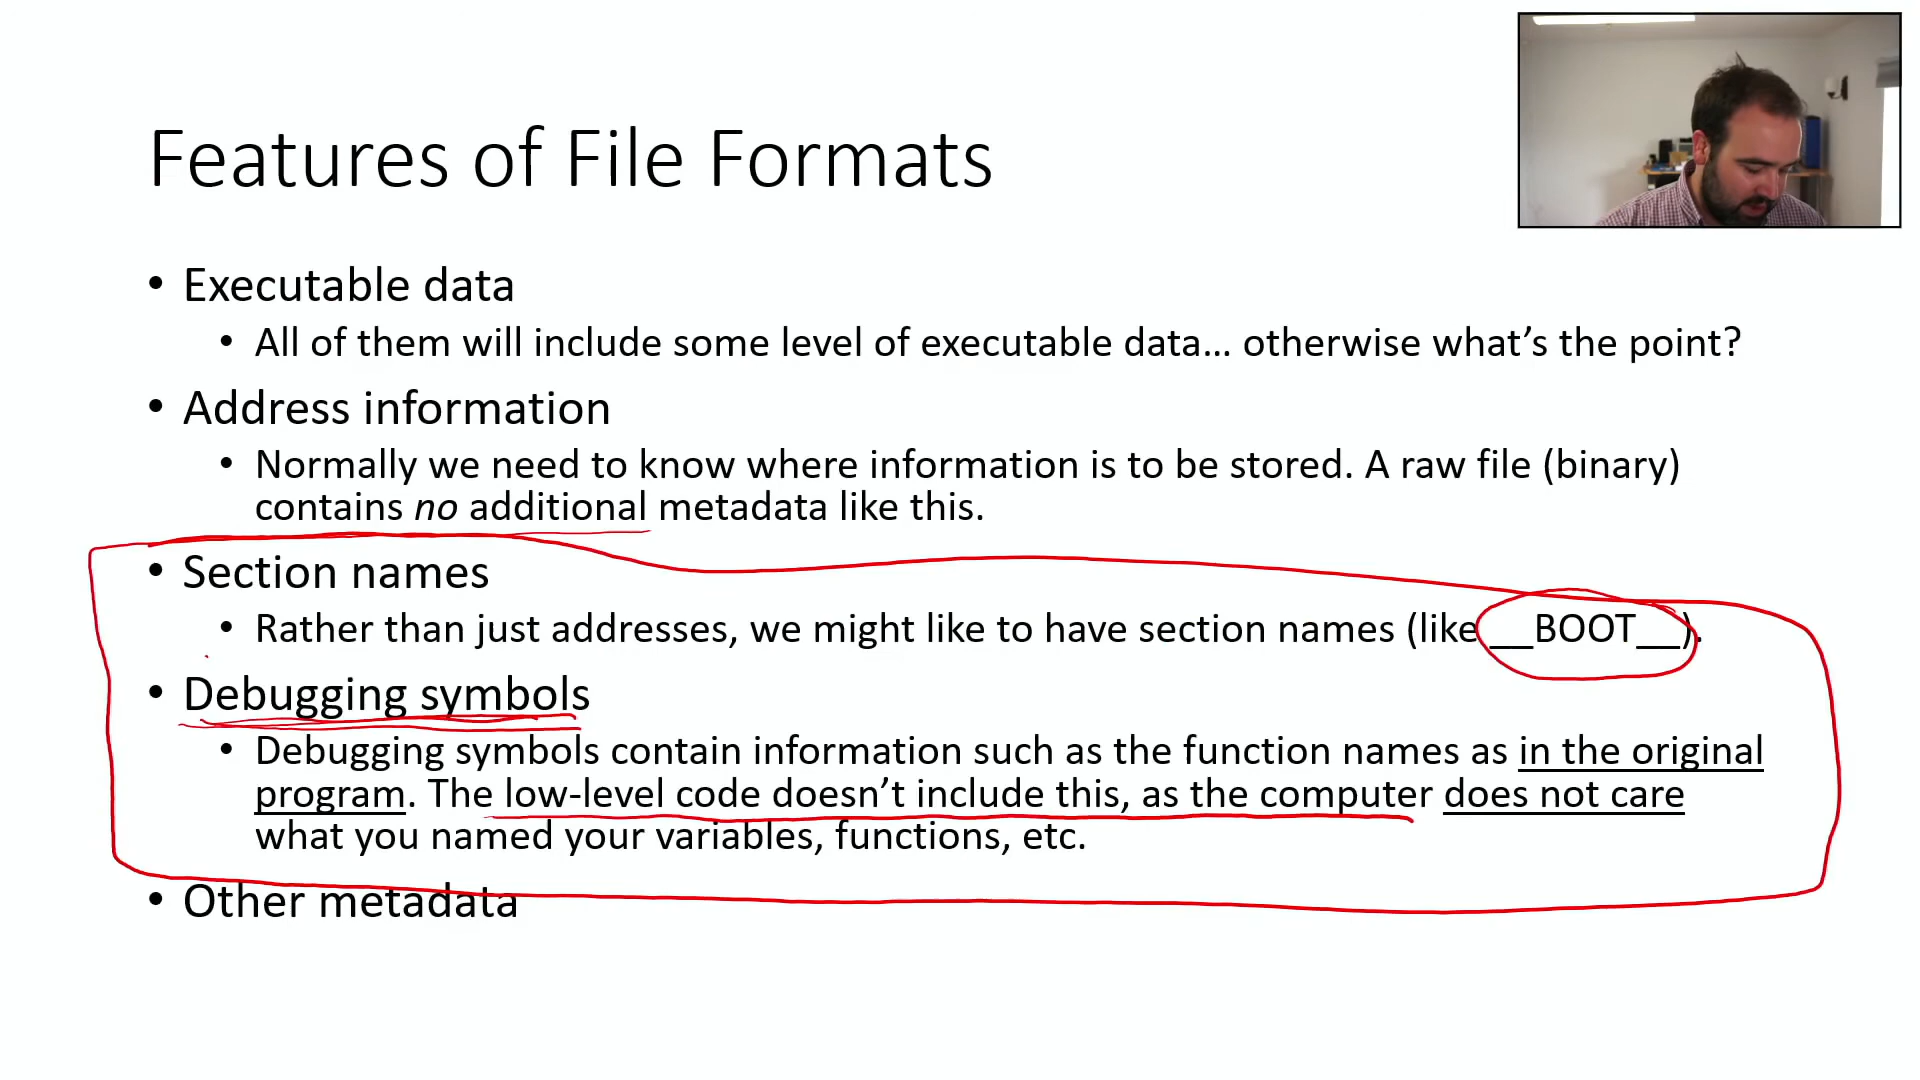 Features of File Formats
• Executable data
• All of them will include some level of executable data… otherwise what’s the point?
• Address information
• Normally we need to know where information is to be stored. A raw file (binary)
contains no additional metadata like this.
• Section names
• Rather than just addresses, we might like to have section names (like __BOOT__).
• Debugging symbols
• Debugging symbols contain information such as the function names as in the original
program. The low-level code doesn’t include this, as the computer does not care
what you named your variables, functions, etc.
• Other metadata